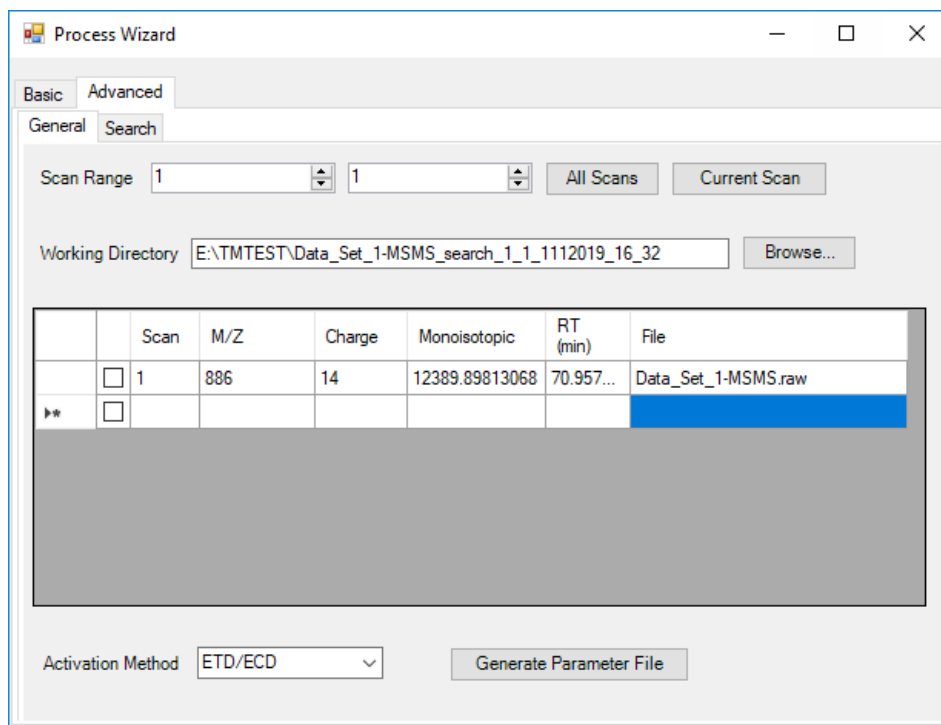 Process Wizard
Basic Advanced
General Search
Scan Range 1 1 All Scans Current Scan
Working Directory E:\TMTEST\Data_Set_1-MSMS_search_1_1_1112019_16_32 Browse...
Scan M/Z Charge Monoisotopic RT (min) File
1 886 14 12389.89813068 70.957... Data_Set_1-MSMS.raw
Activation Method ETD/ECD Generate Parameter File